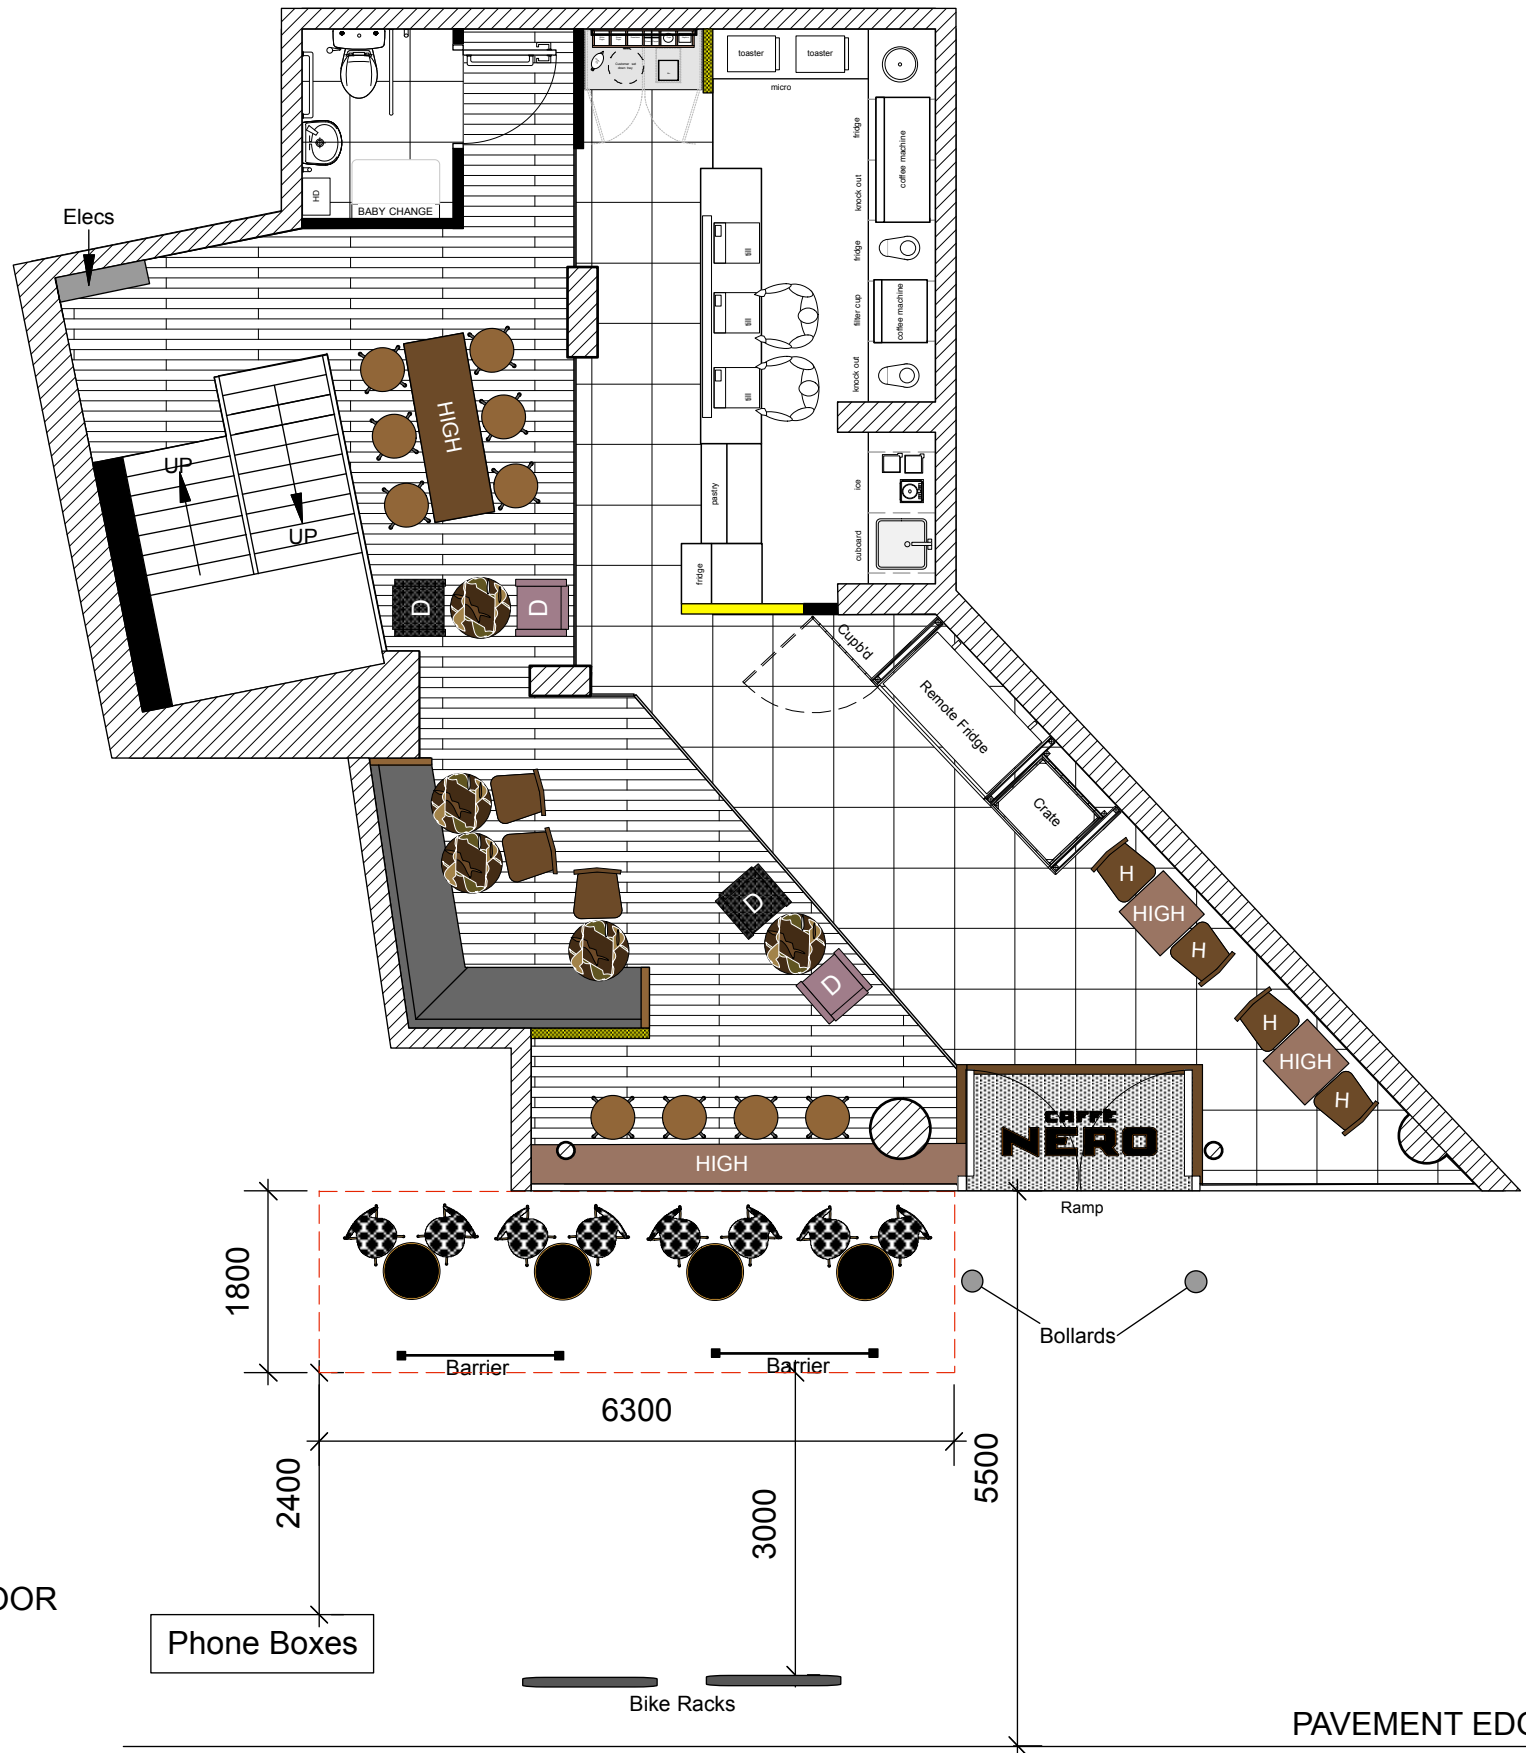 toaster
toaster
micro
fridge
coffee machine
knock out
HD
BABY CHANGE
Elecs
till
fridge
till
filter cup
coffee machine
till
knock out
HIGH
UP
UP
pastry
ice
cuboard
fridge
D
D
Cupb'd
Remote Fridge
Crate
D
D
H
HIGH
H
H
HIGH
H
caffè
NERO
HIGH
Ramp
1800
Bollards
Barrier
Barrier
6300
2400
3000
5500
OOR
Phone Boxes
Bike Racks
PAVEMENT EDG